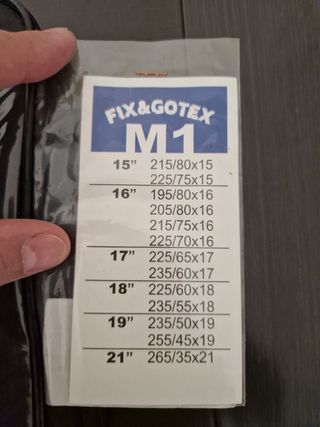 FIX&GOTEX
M1
15" 215/80x15
225/75x15
16" 195/80x16
205/80x16
215/75x16
225/70x16
17" 225/65x17
235/60x17
18" 225/60x18
235/55x18
19" 235/50x19
255/45x19
21" 265/35x21